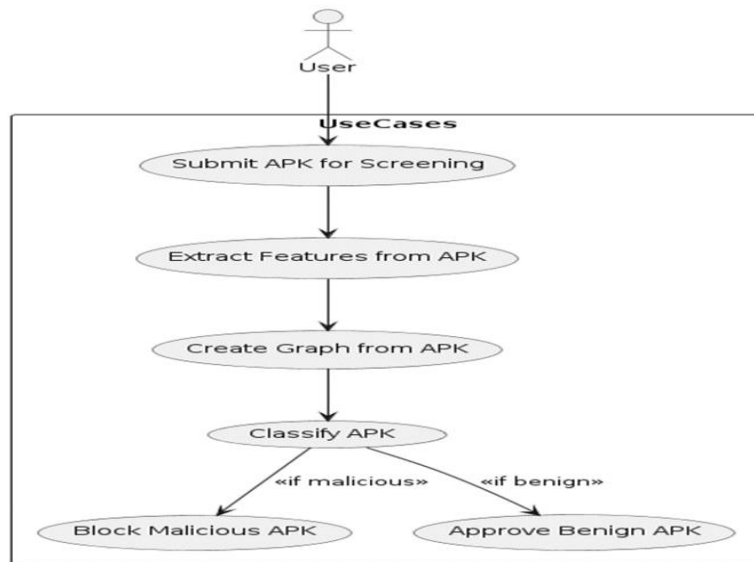 User
UseCases
Submit APK for Screening
Extract Features from APK
Create Graph from APK
Classify APK
«if malicious»
«if benign»
Block Malicious APK
Approve Benign APK